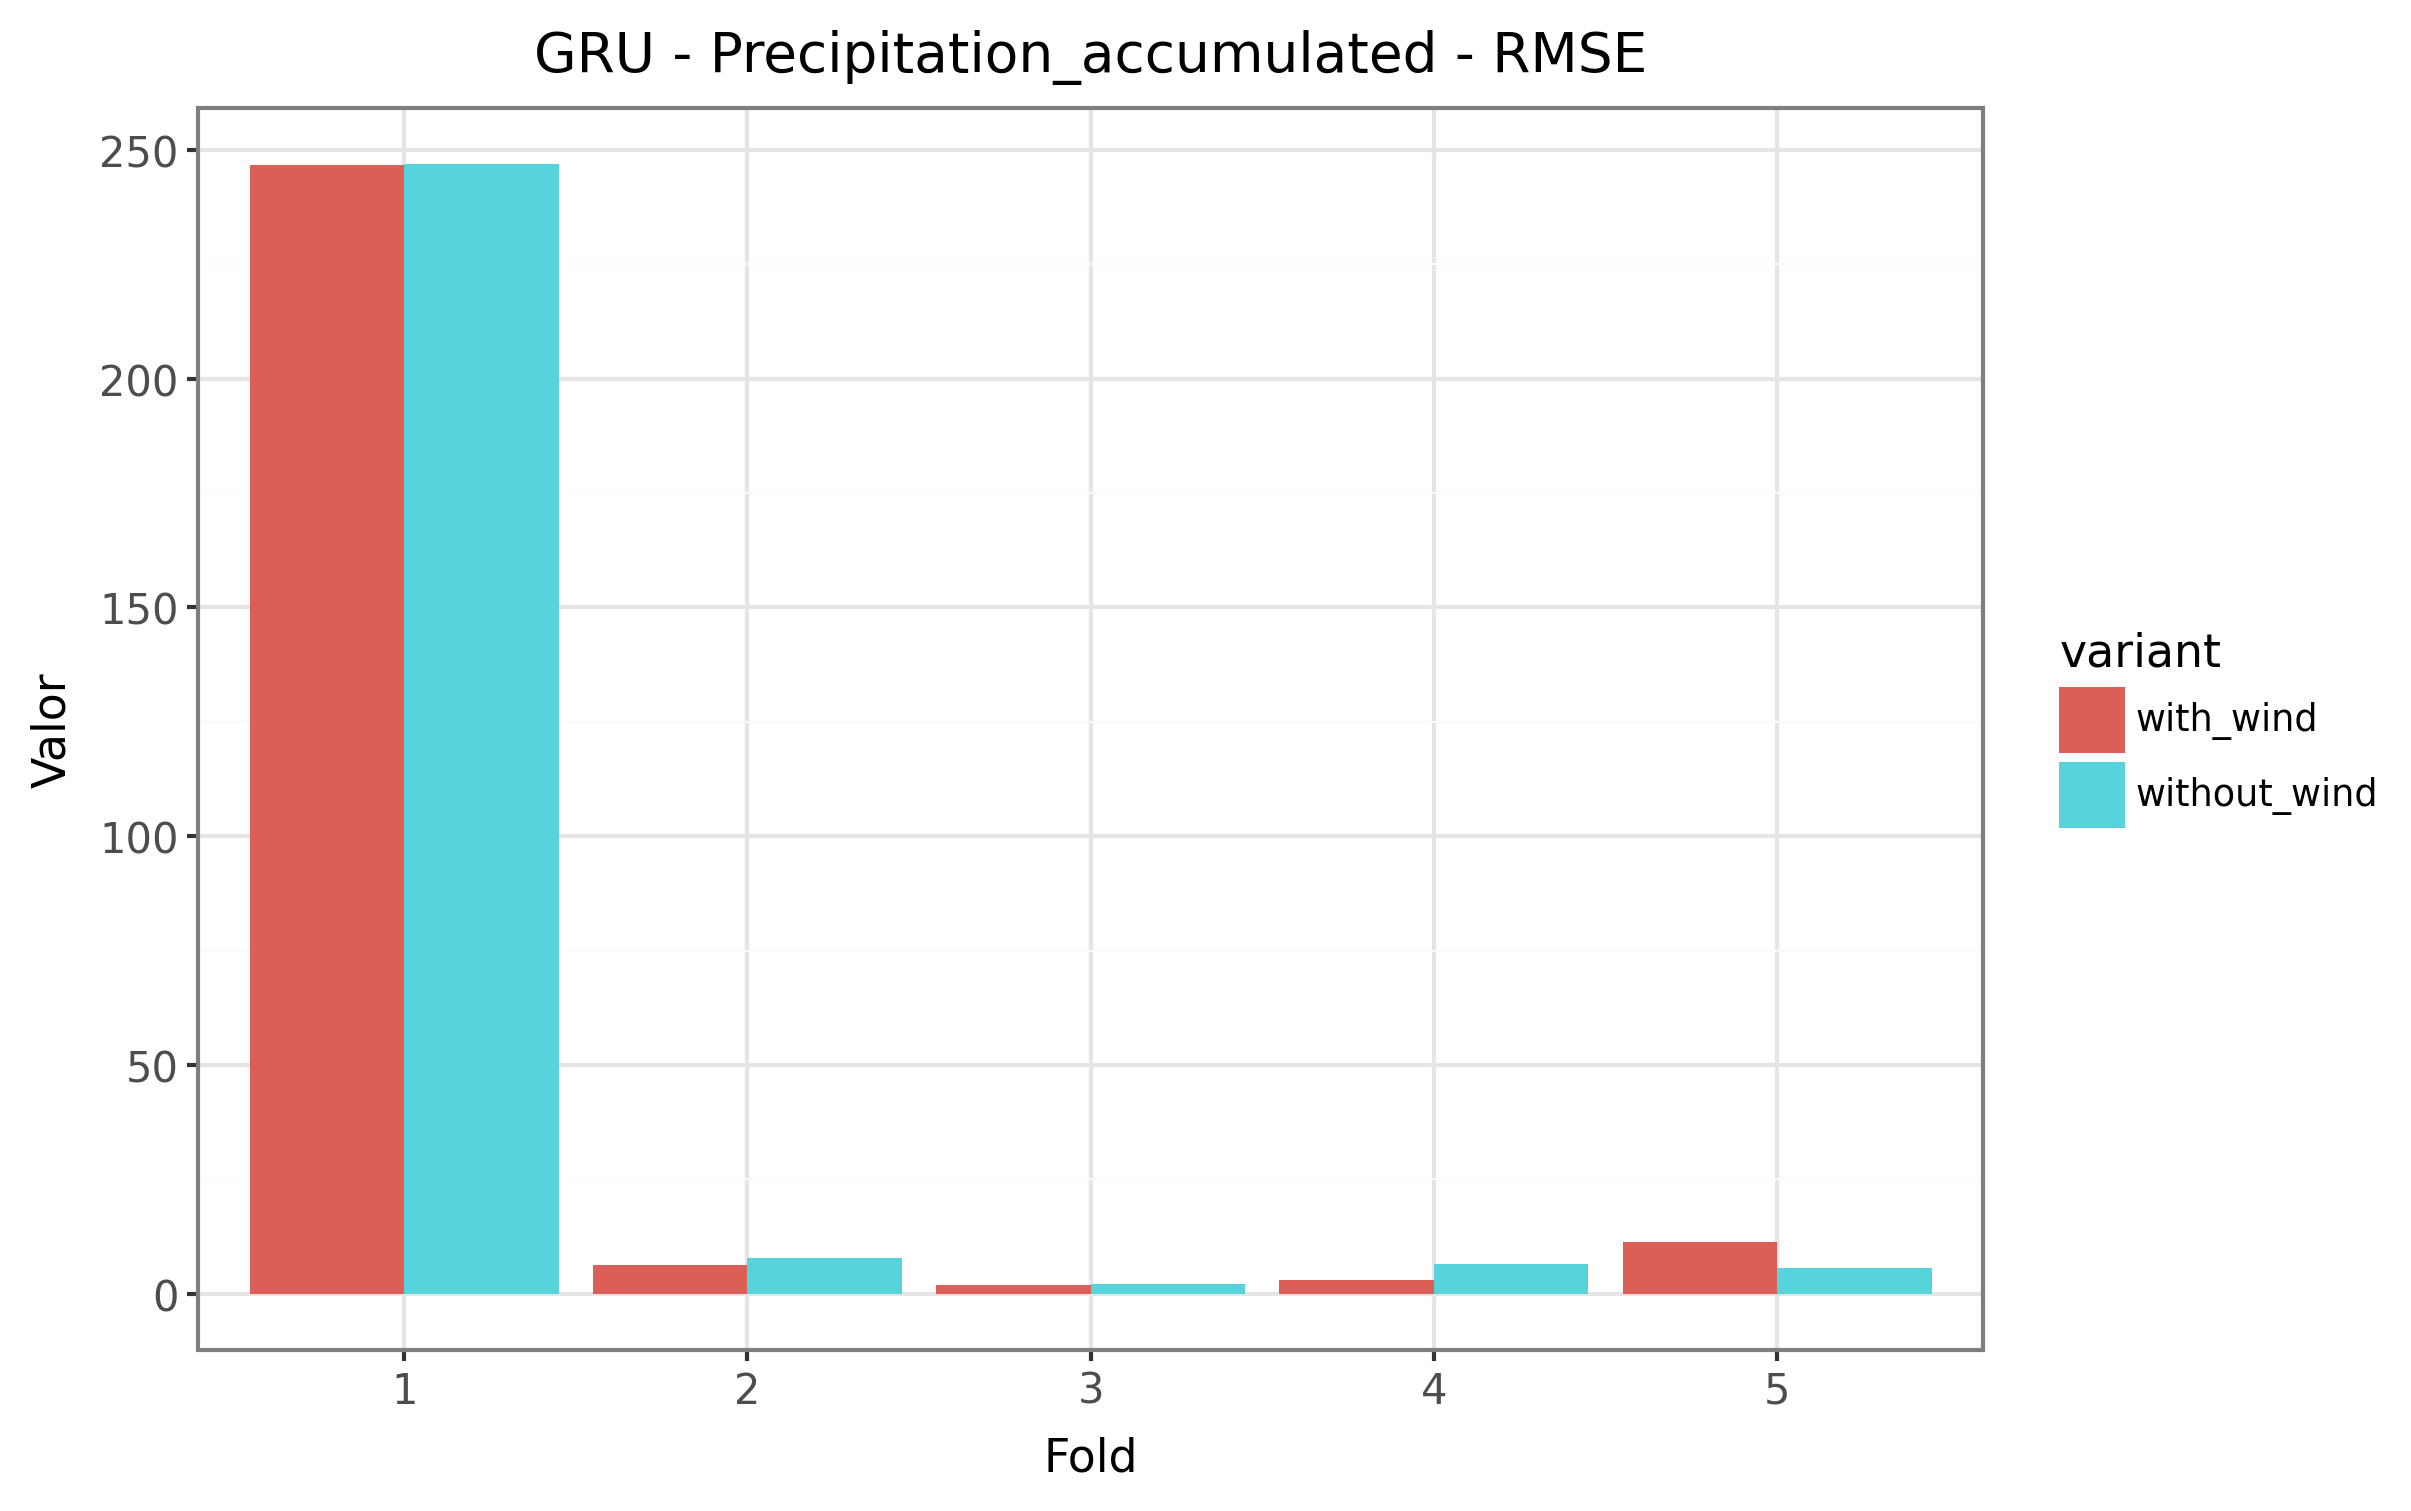 GRU - Precipitation_accumulated - RMSE
250
200
150
100
50
0
Valor
1 2 3 4 5
Fold
variant
with_wind
without_wind